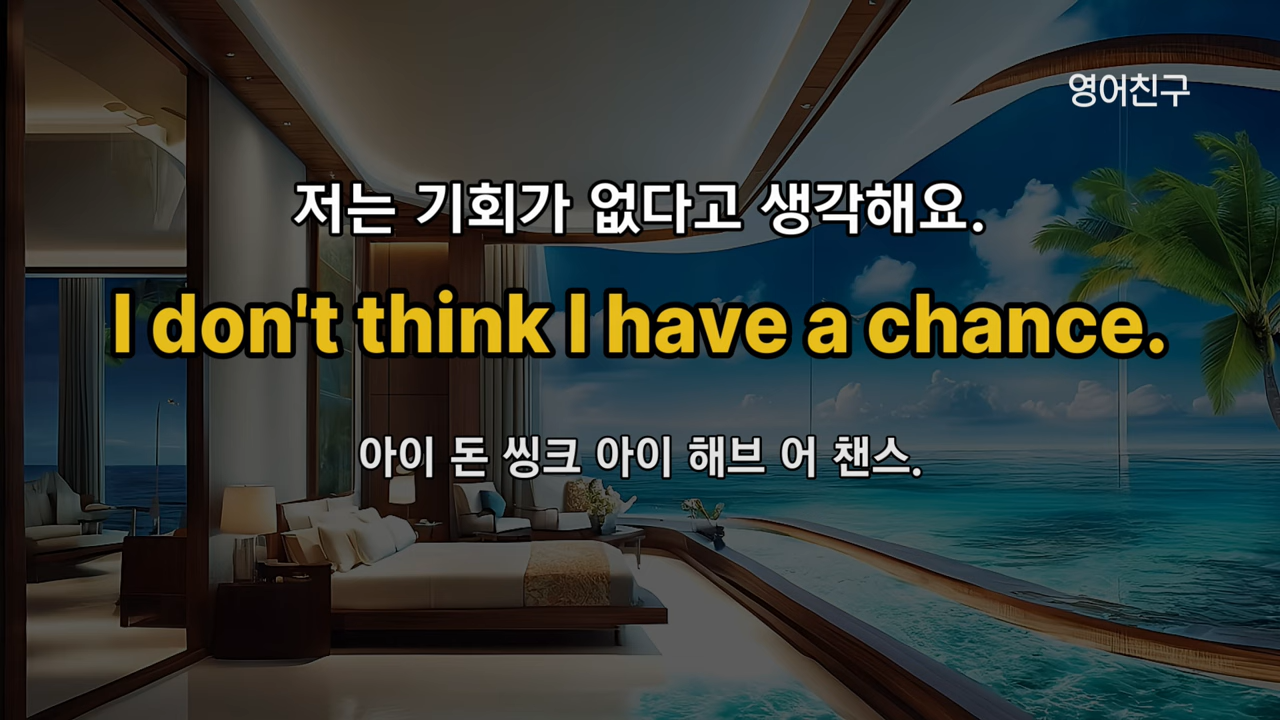 영어친구
저는 기회가 없다고 생각해요.
I don't think I have a chance.
아이 돈 씽크 아이 해브 어 챈스.